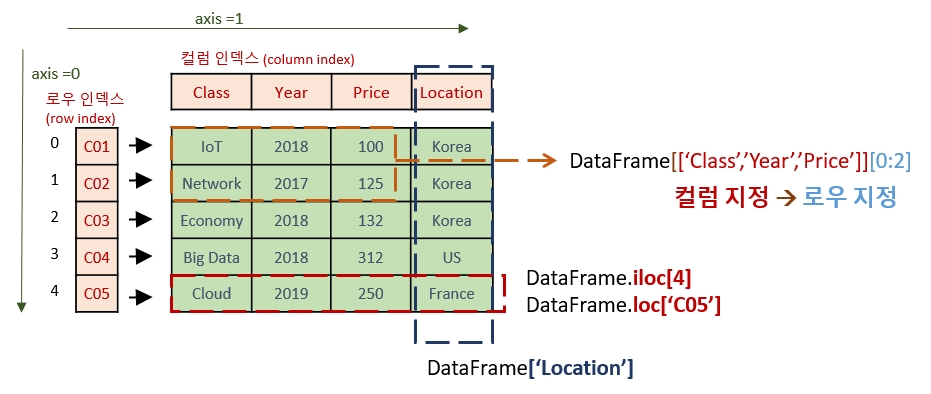 axis =1
컬럼 인덱스 (column index)
axis =0
로우 인덱스
(row index)
Class Year Price Location
0 C01 IoT 2018 100 Korea
1 C02 Network 2017 125 Korea
2 C03 Economy 2018 132 Korea
3 C04 Big Data 2018 312 US
4 C05 Cloud 2019 250 France
DataFrame[[‘Class’,’Year’,’Price’]][0:2]
컬럼 지정 → 로우 지정
DataFrame.iloc[4]
DataFrame.loc[‘C05’]
DataFrame[‘Location’]